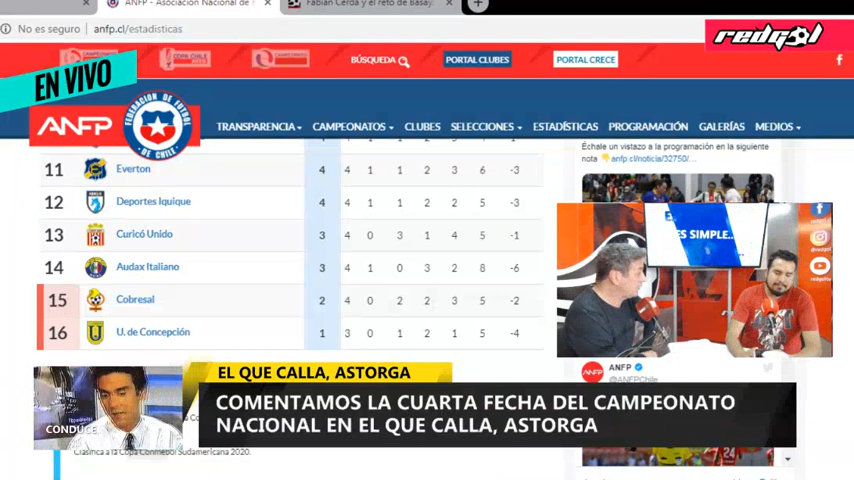 ANFP - Asociación Nacional de
Fabian Cerda y el reto de Basay
No es seguro
anfp.cl/estadisticas
redgol
EN VIVO
BÚSQUEDA
PORTAL CLUBES
PORTAL CRECE
ANFP
FEDERACION DE FUTBOL
DE CHILE
TRANSPARENCIA
CAMPEONATOS
CLUBES
SELECCIONES
ESTADÍSTICAS
PROGRAMACIÓN
GALERÍAS
MEDIOS
11 Everton 4 4 1 1 2 3 6 -3
12 Deportes Iquique 4 4 1 1 2 2 5 -3
13 Curicó Unido 3 4 0 3 1 4 5 -1
14 Audax Italiano 3 4 1 0 3 2 8 -6
15 Cobresal 2 4 0 2 2 3 5 -2
16 U. de Concepción 1 3 0 1 2 1 5 -4
Échale un vistazo a la programación en la siguiente
nota 👇 anfp.cl/noticia/32750/...
ES SIMPLE...
ANFP
@ANFPChile
CONDUCE
EL QUE CALLA, ASTORGA
COMENTAMOS LA CUARTA FECHA DEL CAMPEONATO
NACIONAL EN EL QUE CALLA, ASTORGA
Clasifica a la Copa Conmebol Sudamericana 2020.